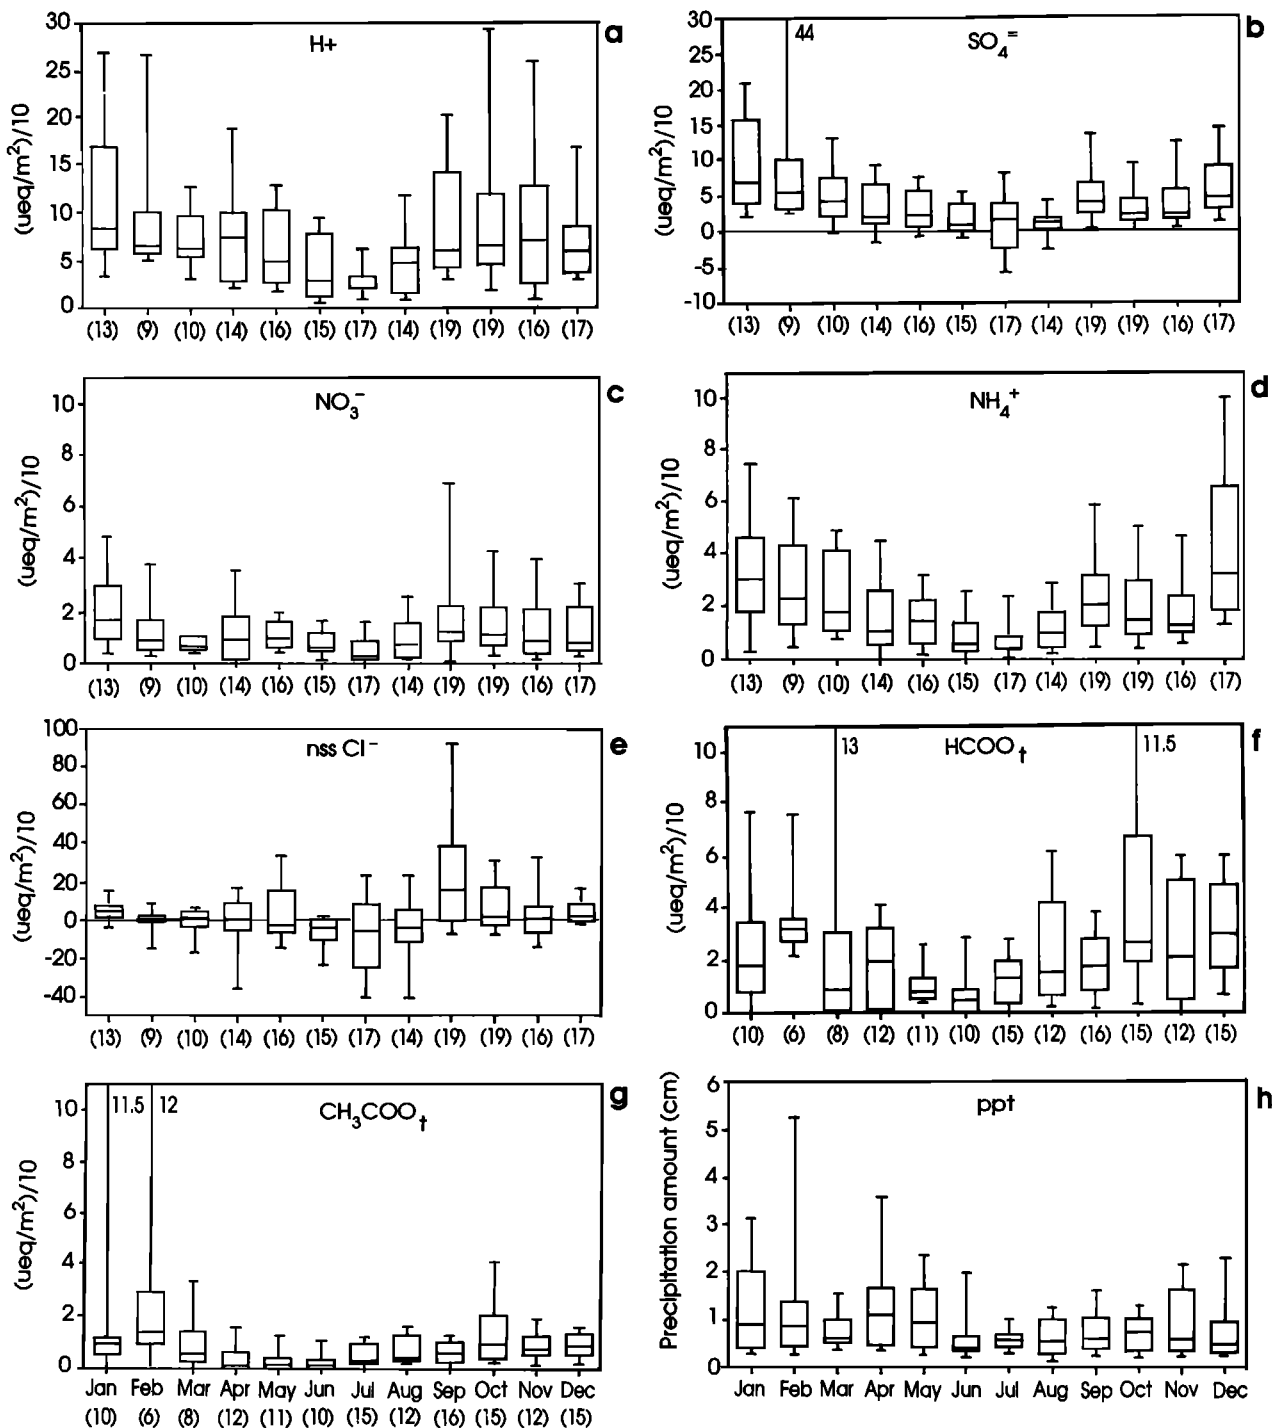 a
H+
(ueq/m²)/10
30
25
20
15
10
5
0
(13) (9) (10) (14) (16) (15) (17) (14) (19) (19) (16) (17)
b
SO₄⁼
44
(ueq/m²)/10
30
25
20
15
10
5
0
-5
-10
(13) (9) (10) (14) (16) (15) (17) (14) (19) (19) (16) (17)
c
NO₃⁻
(ueq/m²)/10
10
8
6
4
2
0
(13) (9) (10) (14) (16) (15) (17) (14) (19) (19) (16) (17)
d
NH₄⁺
(ueq/m²)/10
10
8
6
4
2
0
(13) (9) (10) (14) (16) (15) (17) (14) (19) (19) (16) (17)
e
nss Cl⁻
(ueq/m²)/10
100
80
60
40
20
0
-20
-40
(13) (9) (10) (14) (16) (15) (17) (14) (19) (19) (16) (17)
f
HCOO†
13
11.5
(ueq/m²)/10
10
8
6
4
2
0
(10) (6) (8) (12) (11) (10) (15) (12) (16) (15) (12) (15)
g
CH₃COO†
11.5
12
(ueq/m²)/10
10
8
6
4
2
0
Jan Feb Mar Apr May Jun Jul Aug Sep Oct Nov Dec
(10) (6) (8) (12) (11) (10) (15) (12) (16) (15) (12) (15)
h
ppt
Precipitation amount (cm)
6
5
4
3
2
1
0
Jan Feb Mar Apr May Jun Jul Aug Sep Oct Nov Dec